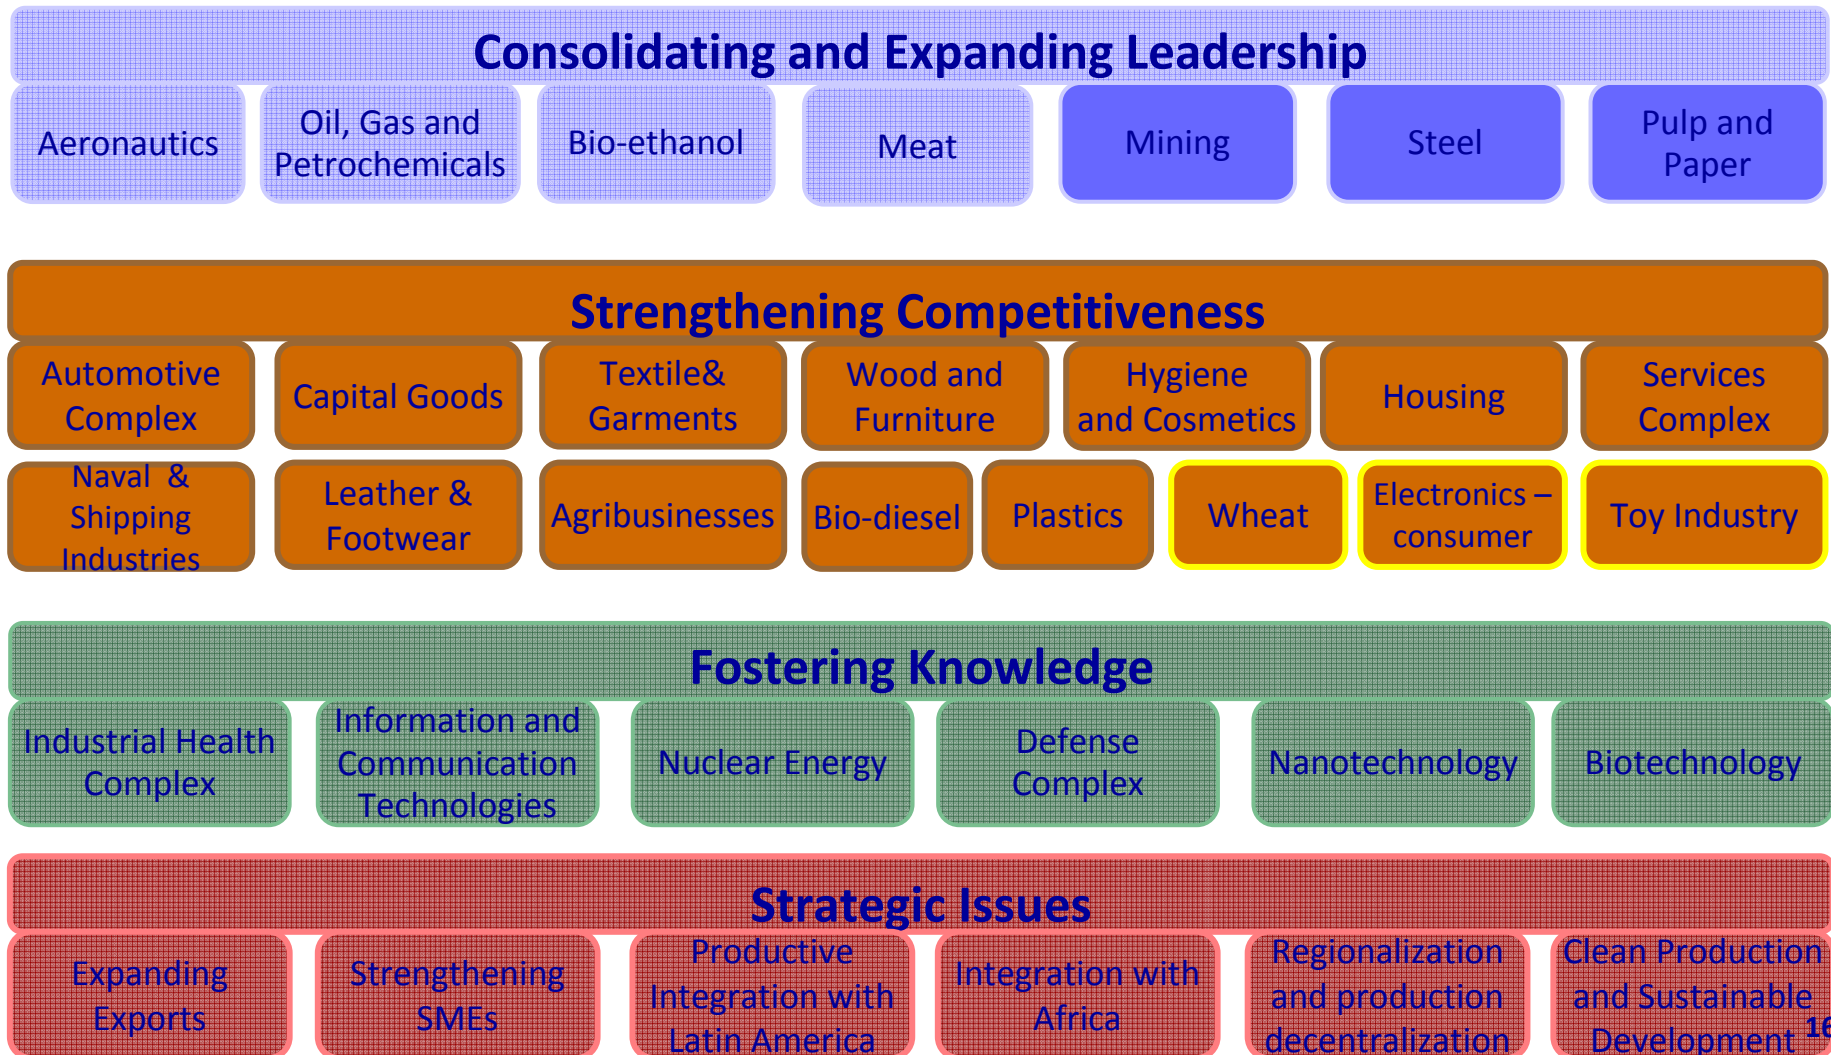 Consolidating and Expanding Leadership
Aeronautics
Oil, Gas and
Petrochemicals
Bio-ethanol
Meat
Mining
Steel
Pulp and
Paper
Strengthening Competitiveness
Automotive
Complex
Capital Goods
Textile&
Garments
Wood and
Furniture
Hygiene
and Cosmetics
Housing
Services
Complex
Naval &
Shipping
Industries
Leather &
Footwear
Agribusinesses
Bio-diesel
Plastics
Wheat
Electronics –
consumer
Toy Industry
Fostering Knowledge
Industrial Health
Complex
Information and
Communication
Technologies
Nuclear Energy
Defense
Complex
Nanotechnology
Biotechnology
Strategic Issues
Expanding
Exports
Strengthening
SMEs
Productive
Integration with
Latin America
Integration with
Africa
Regionalization
and production
decentralization
Clean Production
and Sustainable
Development
16